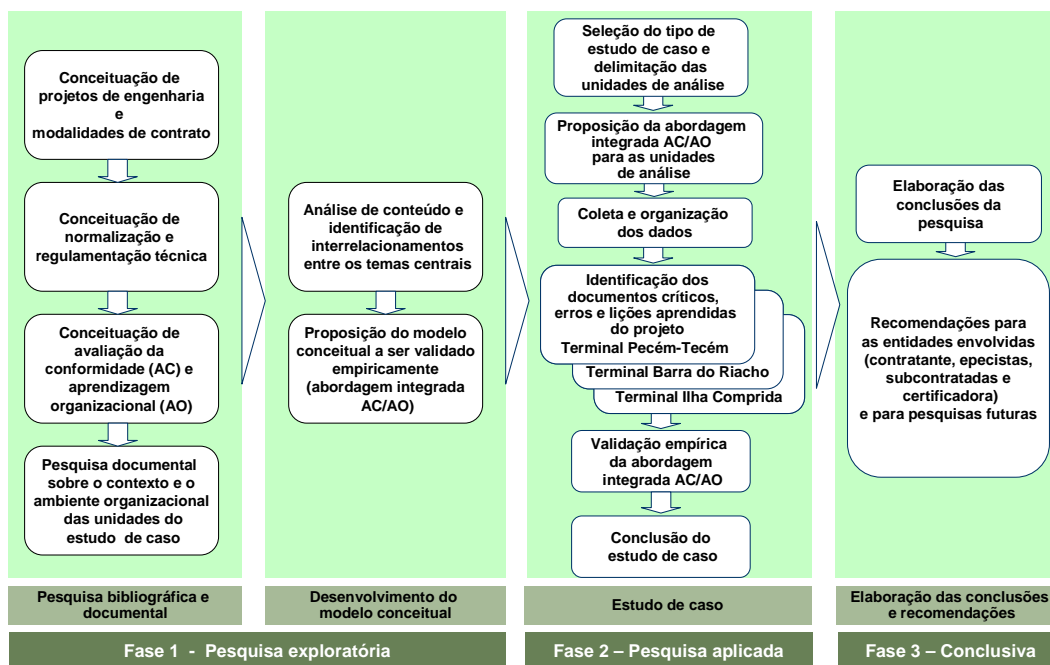 Conceituação de
projetos de engenharia
e
modalidades de contrato
Conceituação de
normalização e
regulamentação técnica
Conceituação de
avaliação da
conformidade (AC) e
aprendizagem
organizacional (AO)
Pesquisa documental
sobre o contexto e o
ambiente organizacional
das unidades do
estudo de caso
Análise de conteúdo e
identificação de
interrelacionamentos
entre os temas centrais
Proposição do modelo
conceitual a ser validado
empiricamente
(abordagem integrada
AC/AO)
Seleção do tipo de
estudo de caso e
delimitação das
unidades de análise
Proposição da abordagem
integrada AC/AO
para as unidades
de análise
Coleta e organização
dos dados
Identificação dos
documentos críticos,
erros e lições aprendidas
do projeto
Terminal Pecém-Tecém
Terminal Barra do Riacho
Terminal Ilha Comprida
Validação empírica
da abordagem
integrada AC/AO
Conclusão do
estudo de caso
Elaboração das
conclusões da
pesquisa
Recomendações para
as entidades envolvidas
(contratante, epecistas,
subcontratadas e
certificadora)
e para pesquisas futuras
Pesquisa bibliográfica e
documental
Desenvolvimento do
modelo conceitual
Estudo de caso
Elaboração das conclusões
e recomendações
Fase 1 - Pesquisa exploratória
Fase 2 – Pesquisa aplicada
Fase 3 – Conclusiva